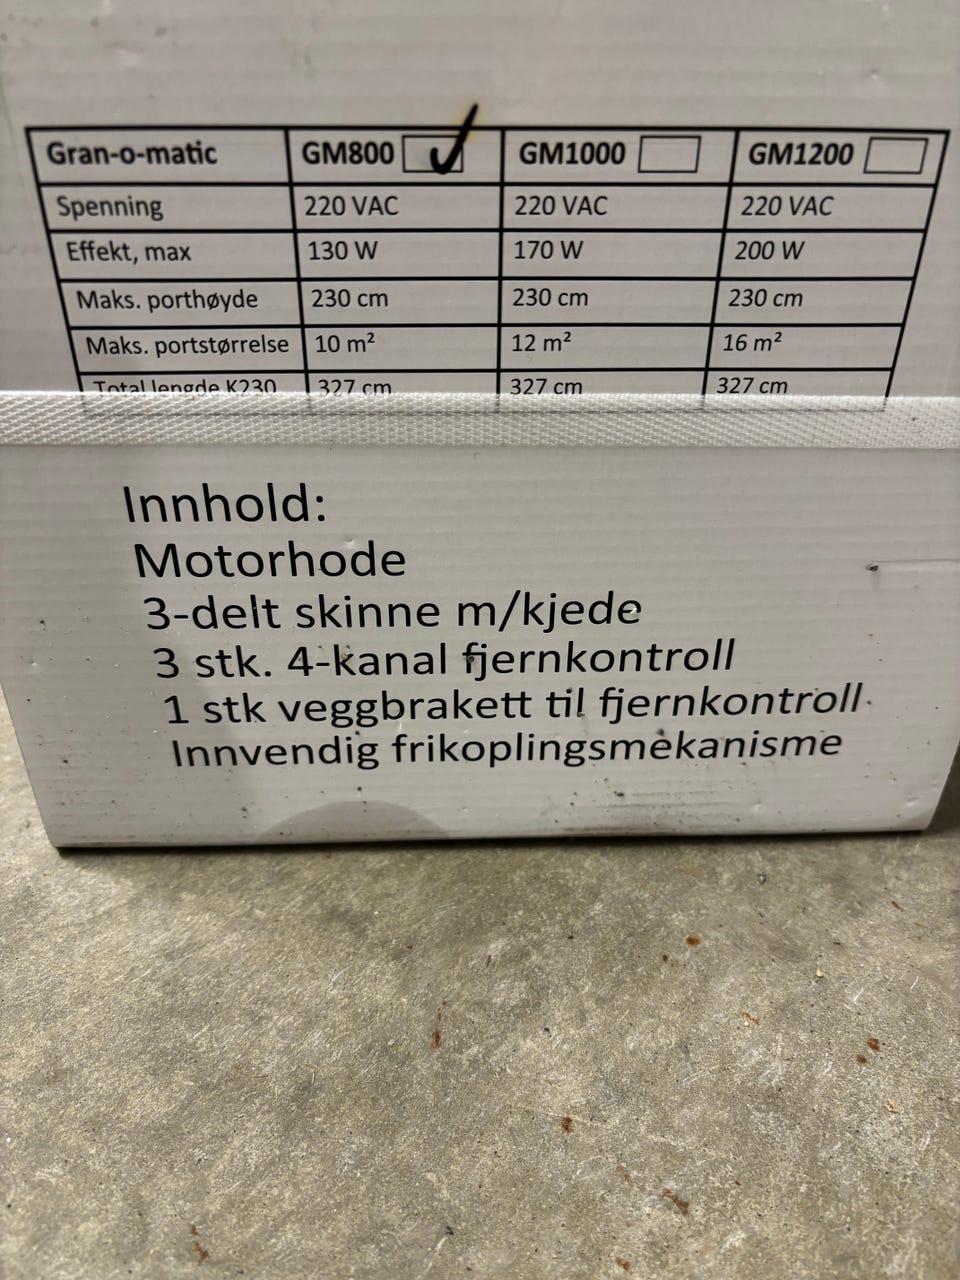 Gran-o-matic GM800 GM1000 GM1200
Spenning 220 VAC 220 VAC 220 VAC
Effekt, max 130 W 170 W 200 W
Maks. porthøyde 230 cm 230 cm 230 cm
Maks. portstørrelse 10 m² 12 m² 16 m²
Total lengde K230 327 cm 327 cm 327 cm
Innhold:
Motorhode
3-delt skinne m/kjede
3 stk. 4-kanal fjernkontroll
1 stk veggbrakett til fjernkontroll
Innvendig frikoplingsmekanisme